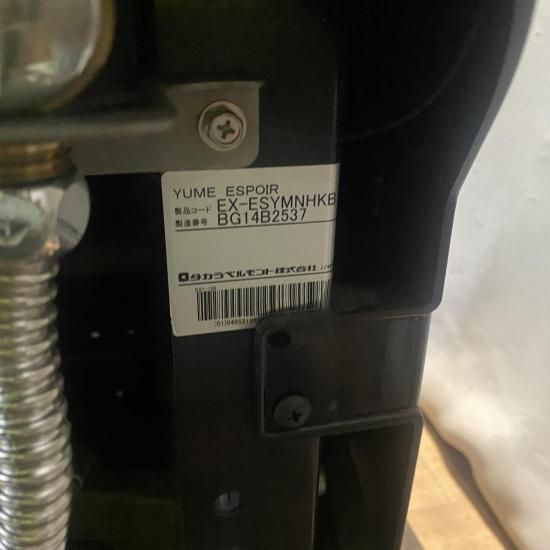 YUME ESPOIR
製品コード EX-ESYMNHKB
製造番号 BG14B2537
タカラベルモント株式会社